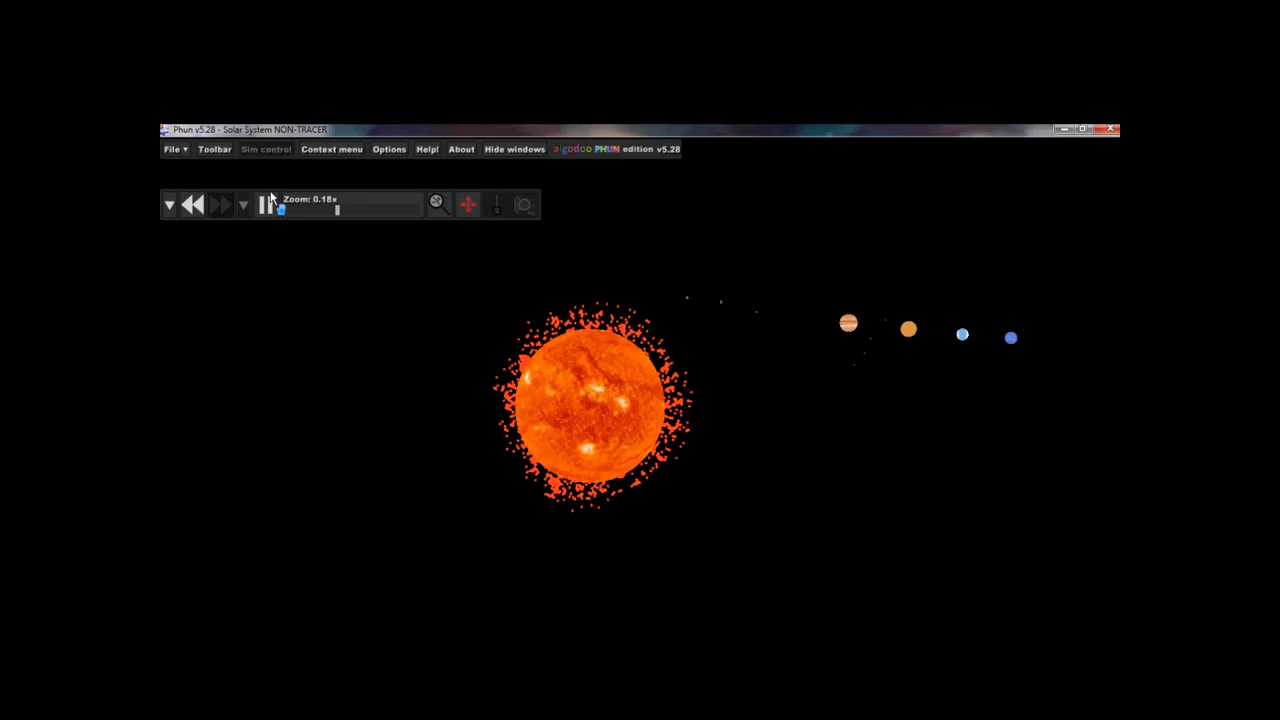 Phun v5.28 - Solar System NON-TRACER
File Toolbar Sim control Context menu Options Help! About Hide windows algodoo PHUN edition v5.28
Zoom: 0.18x